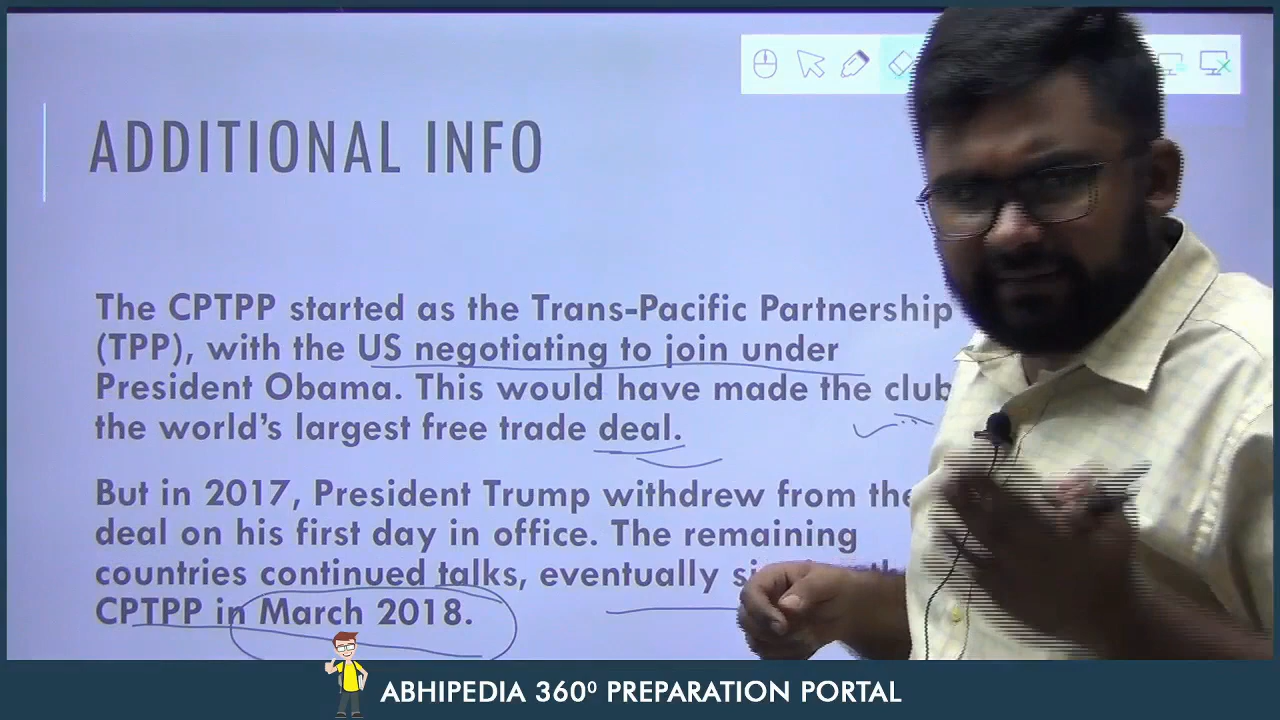 ADDITIONAL INFO
The CPTPP started as the Trans-Pacific Partnership
(TPP), with the US negotiating to join under
President Obama. This would have made the club
the world's largest free trade deal.
But in 2017, President Trump withdrew from the
deal on his first day in office. The remaining
countries continued talks, eventually
CPTPP in March 2018.
ABHIPEDIA 360⁰ PREPARATION PORTAL